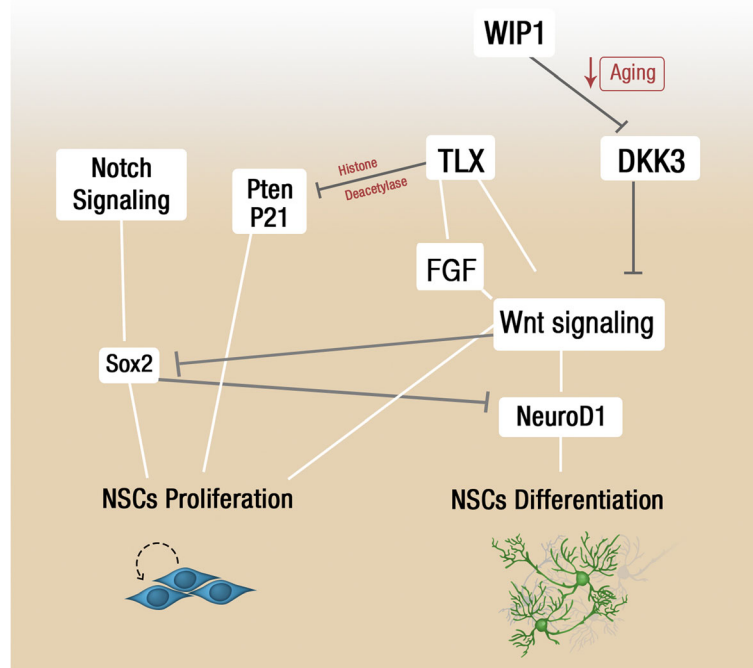 WIP1
Aging
Notch
Signaling
Pten
P21
Histone
Deacetylase
TLX
DKK3
FGF
Wnt signaling
Sox2
NeuroD1
NSCs Proliferation
NSCs Differentiation